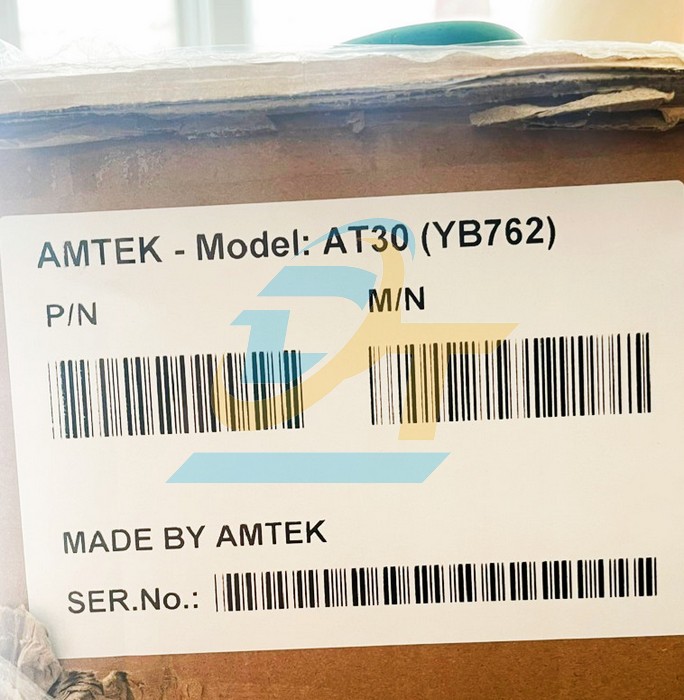 AMTEK - Model: AT30 (YB762)
P/N M/N
MADE BY AMTEK
SER.No.: